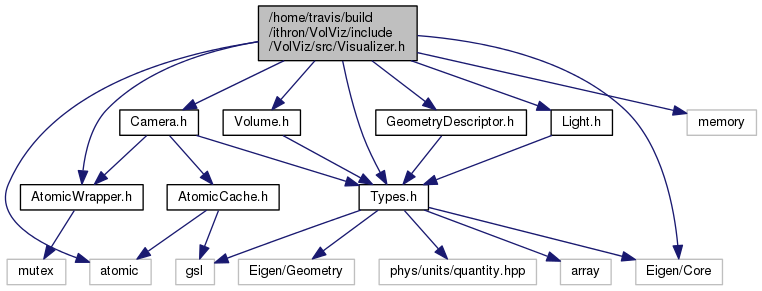 /home/travis/build
/ithron/VolViz/include
/VolViz/src/Visualizer.h
Camera.h
Volume.h
GeometryDescriptor.h
Light.h
memory
AtomicWrapper.h
AtomicCache.h
Types.h
mutex
atomic
gsl
Eigen/Geometry
phys/units/quantity.hpp
array
Eigen/Core